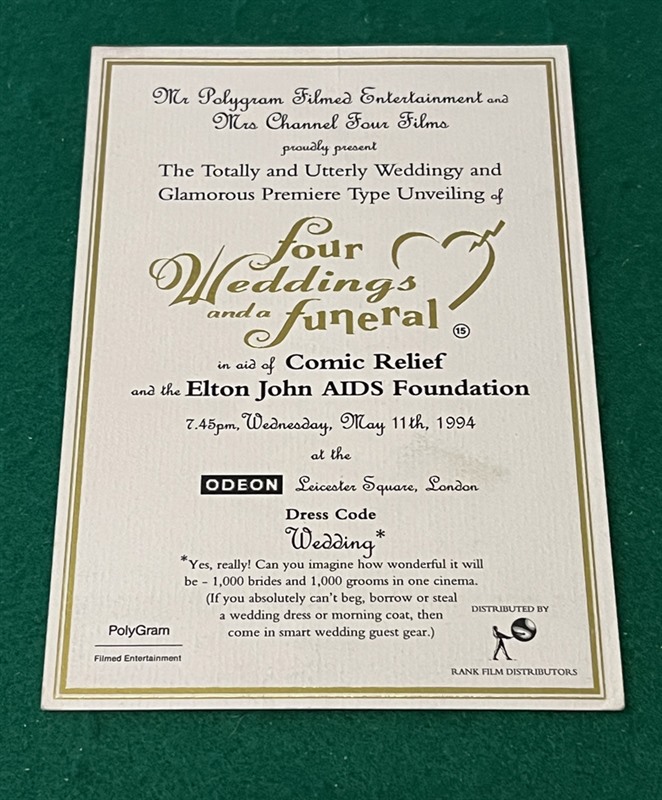 Mr Polygram Filmed Entertainment and
Mrs Channel Four Films
proudly present
The Totally and Utterly Weddingy and
Glamorous Premiere Type Unveiling of
four
Weddings
and a funeral
15
in aid of Comic Relief
and the Elton John AIDS Foundation
7.45pm, Wednesday, May 11th, 1994
at the
ODEON Leicester Square, London
Dress Code
Wedding*
*Yes, really! Can you imagine how wonderful it will
be - 1,000 brides and 1,000 grooms in one cinema.
(If you absolutely can't beg, borrow or steal
a wedding dress or morning coat, then
come in smart wedding guest gear.)
PolyGram
Filmed Entertainment
DISTRIBUTED BY
RANK FILM DISTRIBUTORS